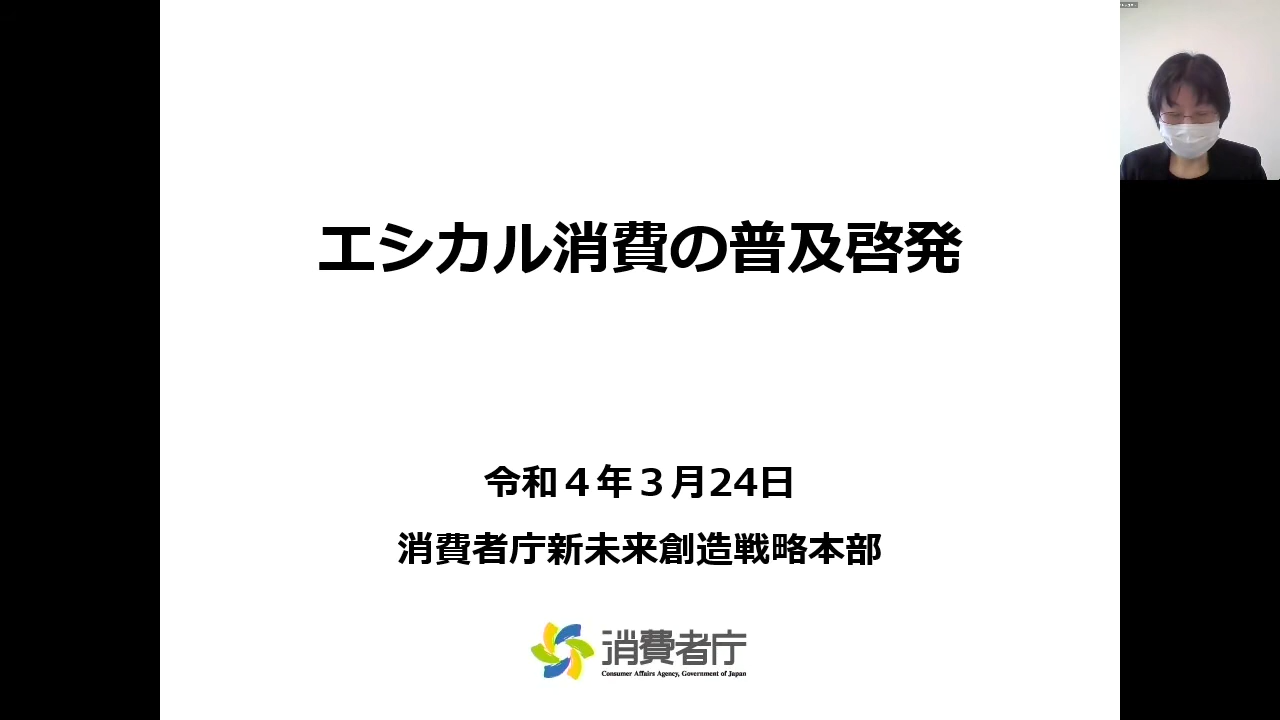 エシカル消費の普及啓発
令和４年３月24日
消費者庁新未来創造戦略本部
消費者庁
Consumer Affairs Agency, Government of Japan